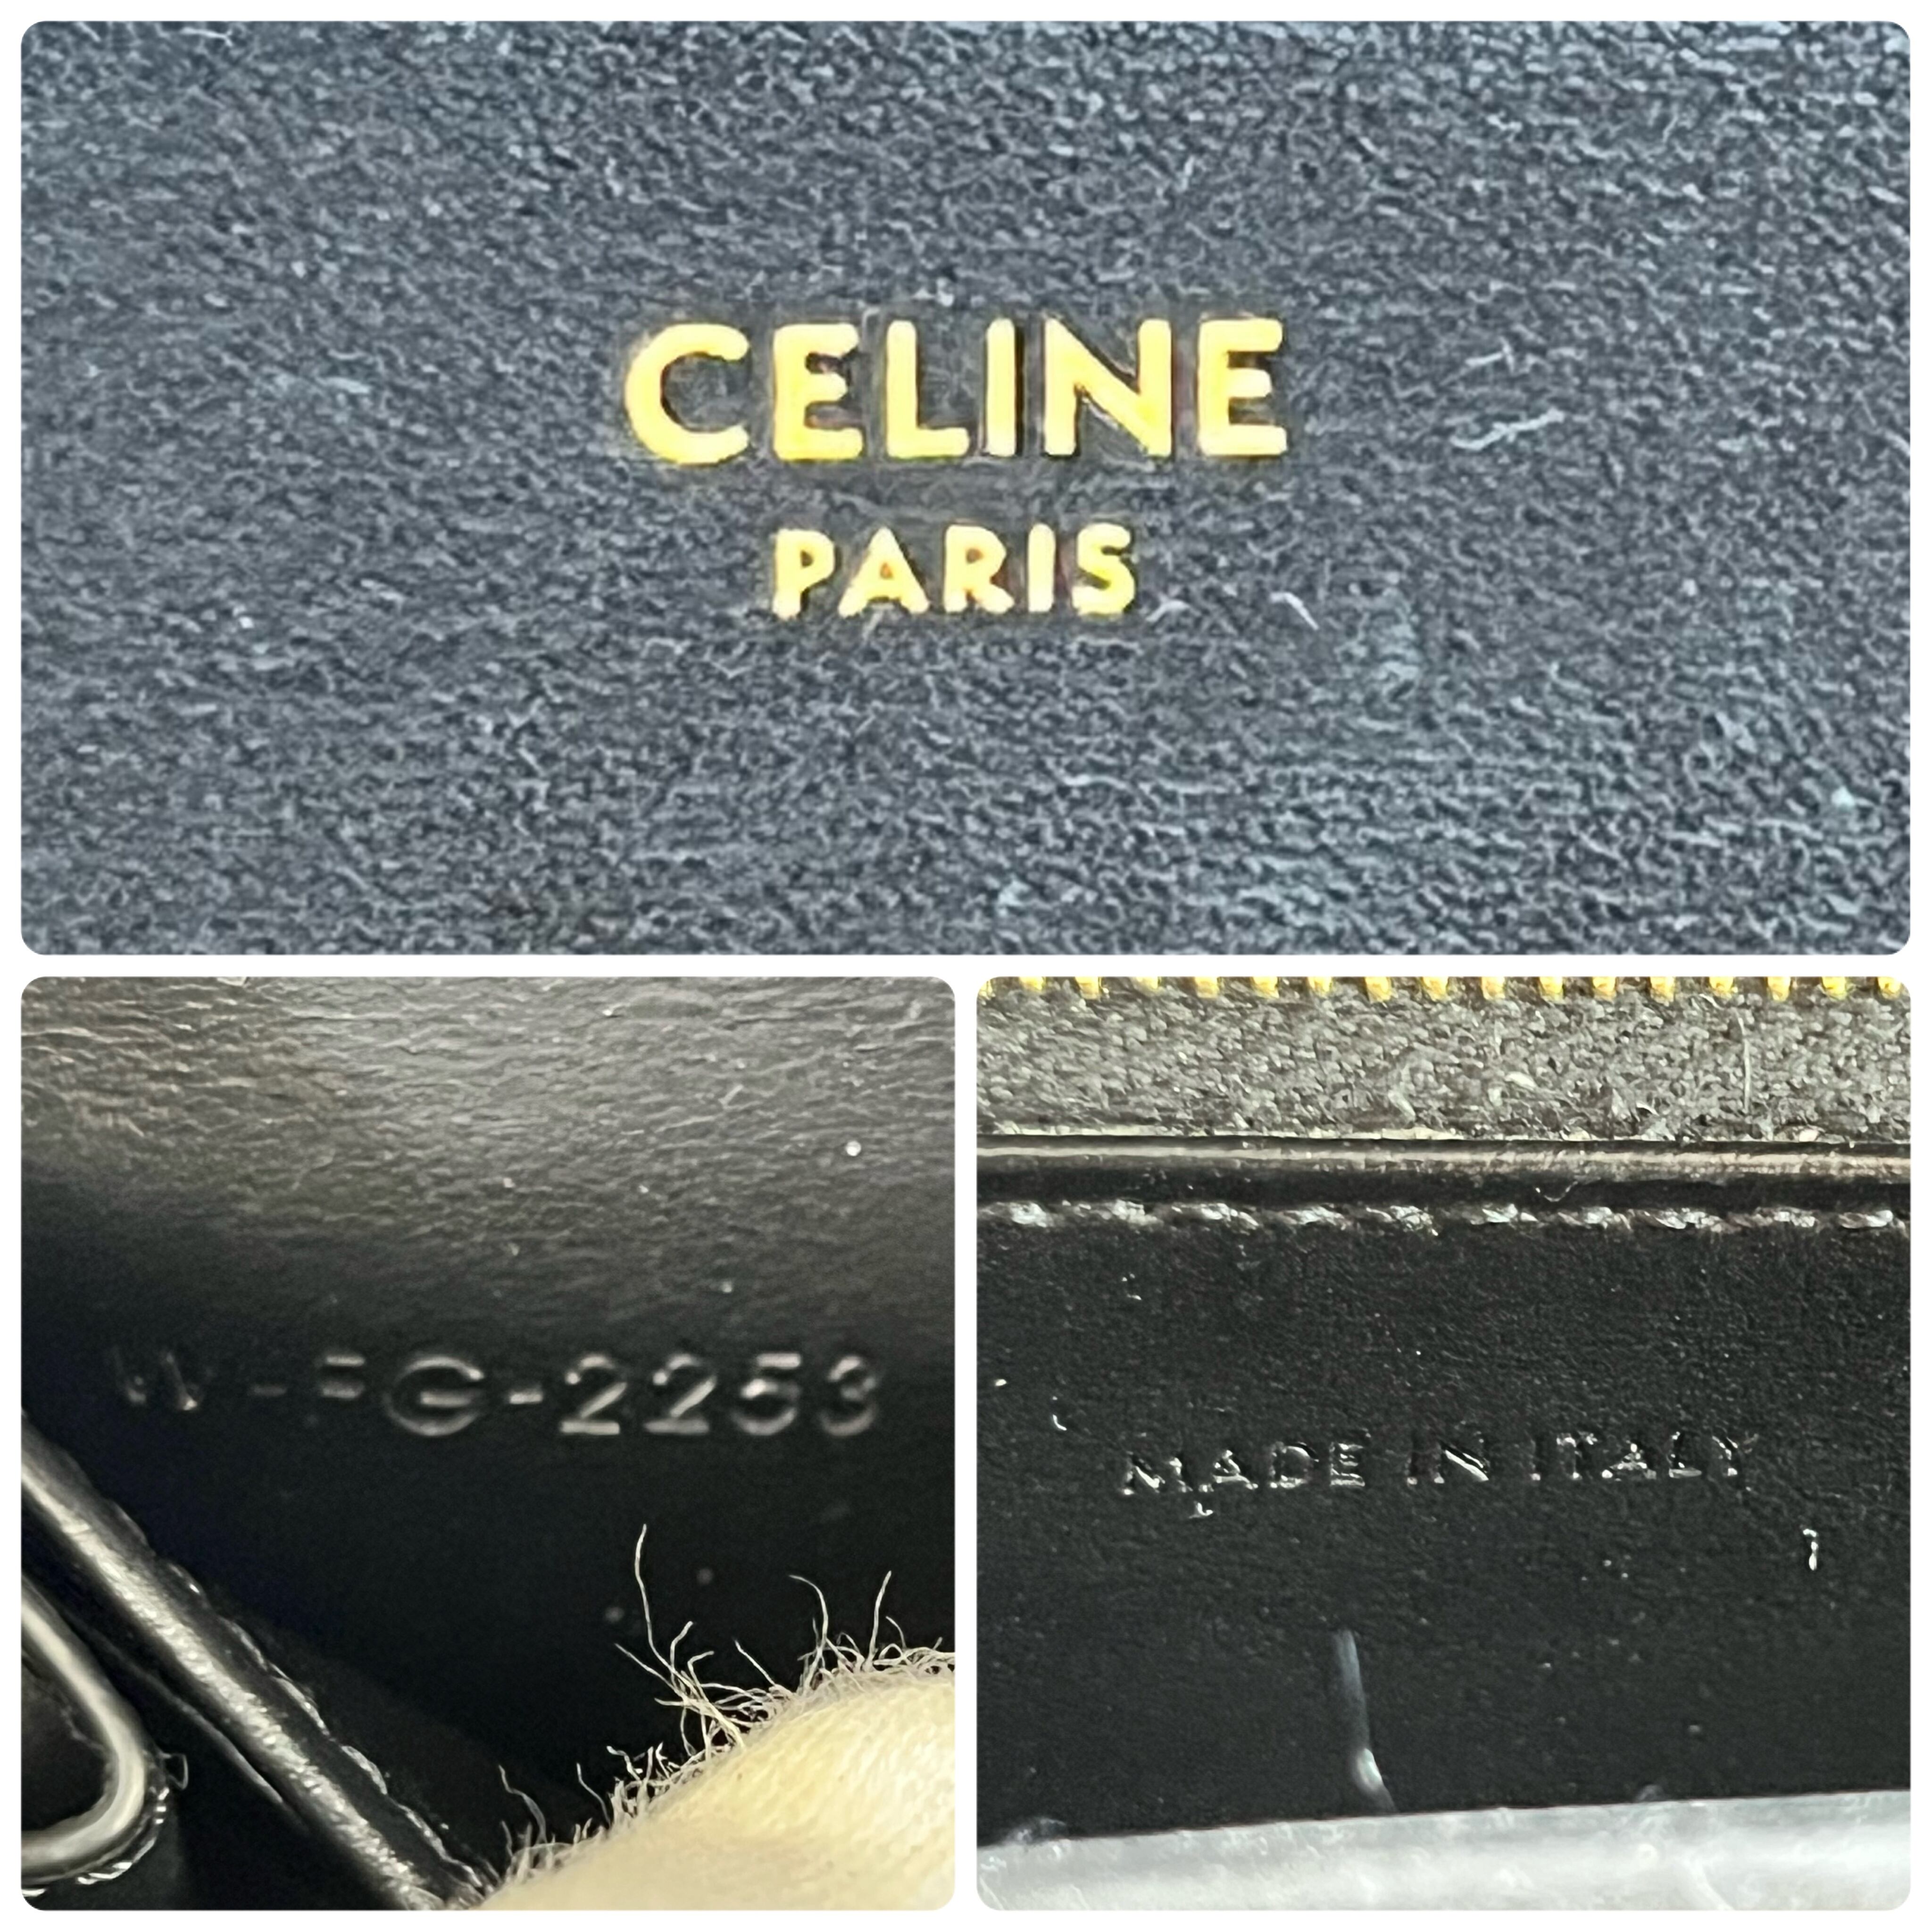 CELINE
PARIS
W-FG-2253
MADE IN ITALY